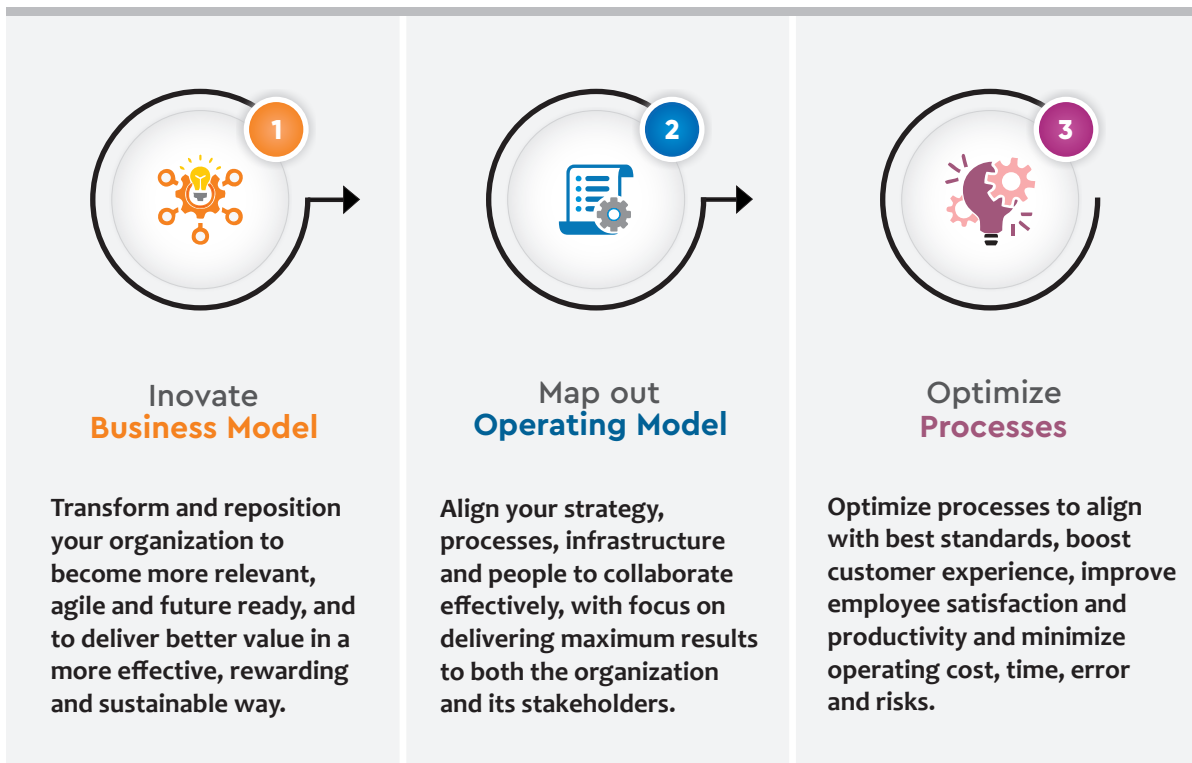 1
Inovate
Business Model
Transform and reposition
your organization to
become more relevant,
agile and future ready, and
to deliver better value in a
more effective, rewarding
and sustainable way.
2
Map out
Operating Model
Align your strategy,
processes, infrastructure
and people to collaborate
effectively, with focus on
delivering maximum results
to both the organization
and its stakeholders.
3
Optimize
Processes
Optimize processes to align
with best standards, boost
customer experience, improve
employee satisfaction and
productivity and minimize
operating cost, time, error
and risks.